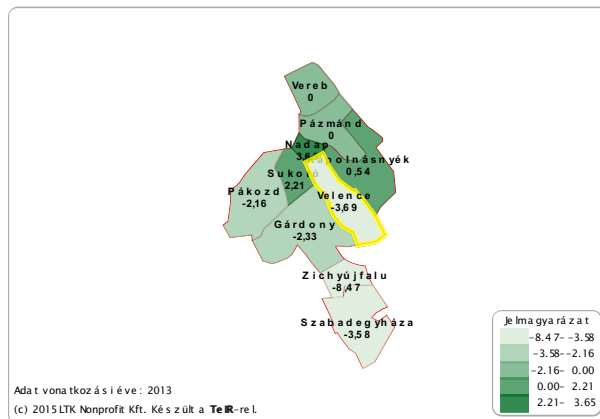 Vereb
0
Pázmánd
0
Nadap
Kápolnásnyék
0,54
Sukoró
2,21
Pákozd
-2,16
Velence
-3,69
Gárdony
-2,33
Zichyújfalu
-8,47
Szabadegyháza
-3,58
Jelmagyarázat
-8.47- -3.58
-3.58- -2.16
-2.16- 0.00
0.00- 2.21
2.21- 3.65
Adat vonatkozási éve: 2013
(c) 2015 LTK Nonprofit Kft. Készült a TeIR-rel.